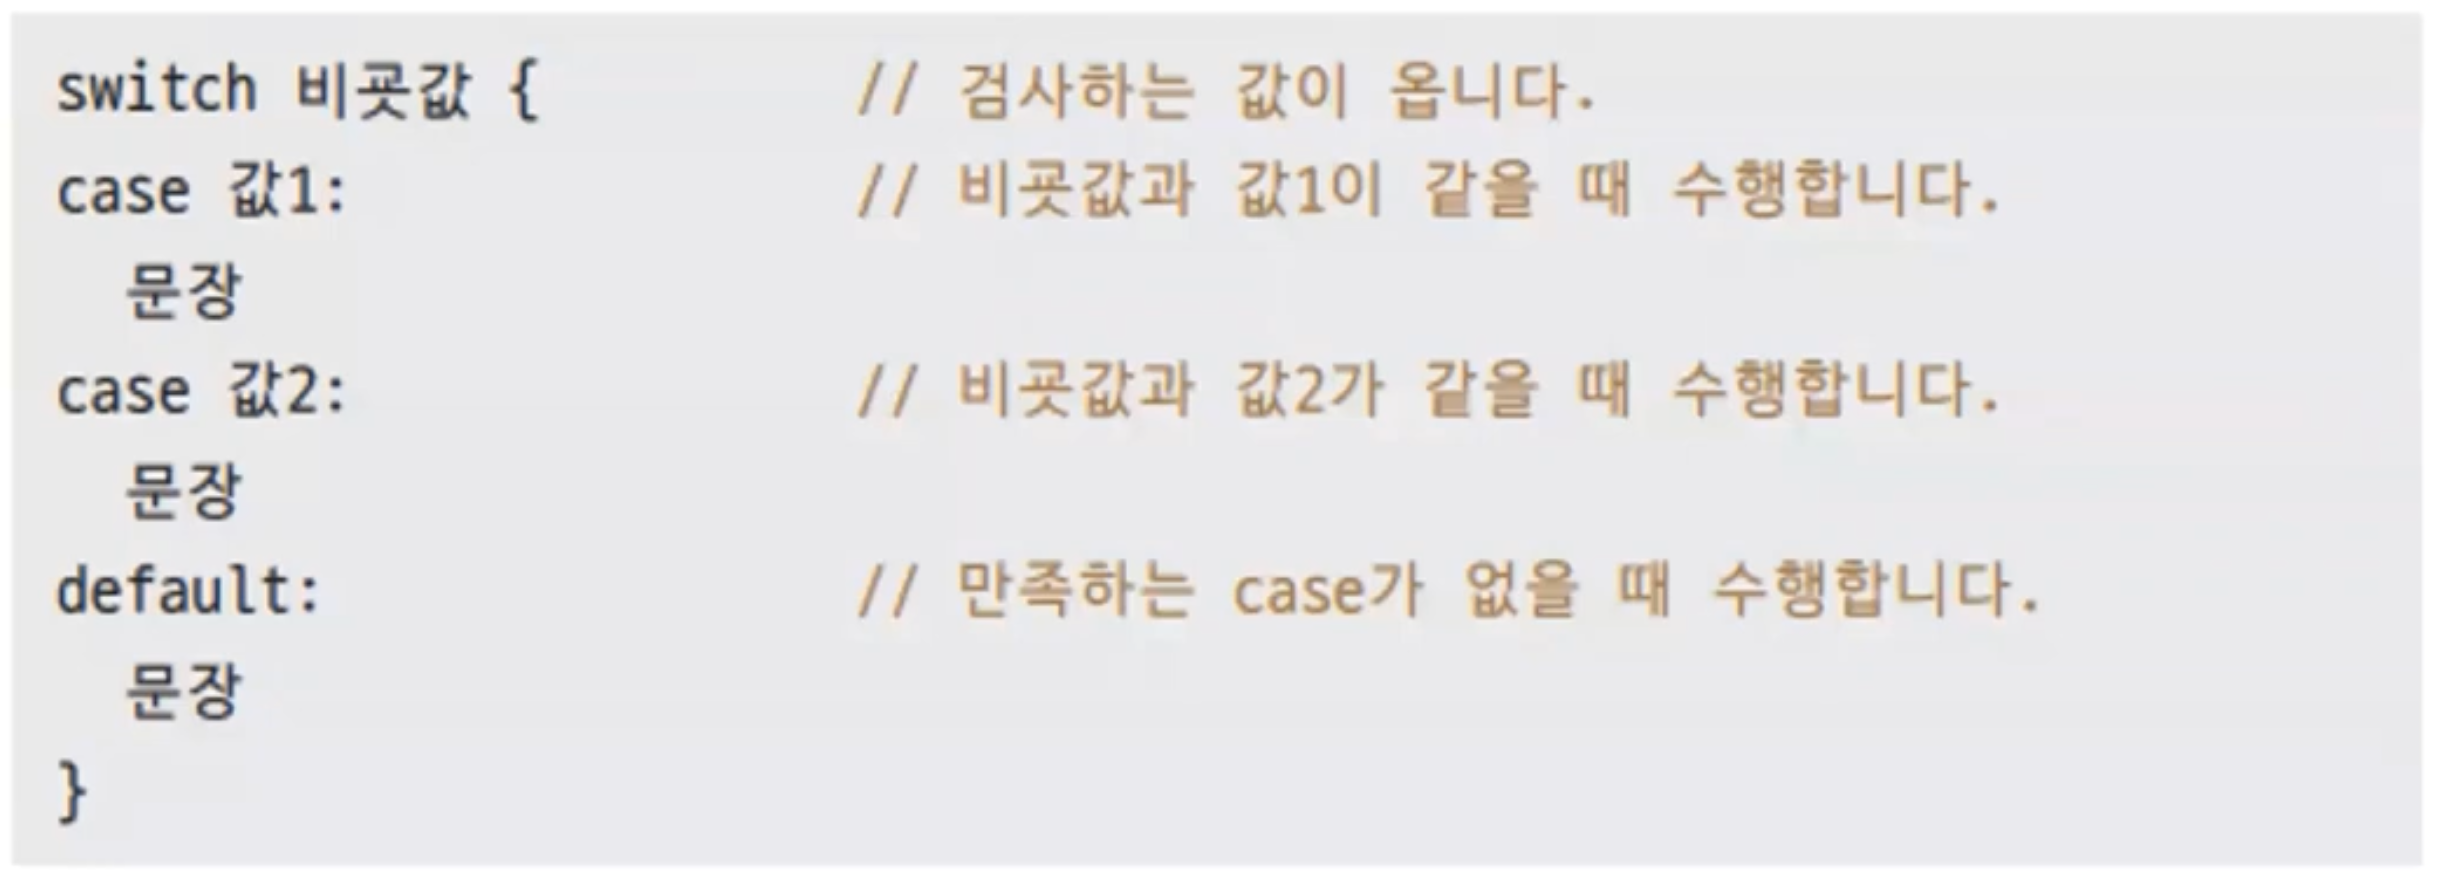 switch 비굣값 { // 검사하는 값이 옵니다.
case 값1: // 비굣값과 값1이 같을 때 수행합니다.
문장
case 값2: // 비굣값과 값2가 같을 때 수행합니다.
문장
default: // 만족하는 case가 없을 때 수행합니다.
문장
}